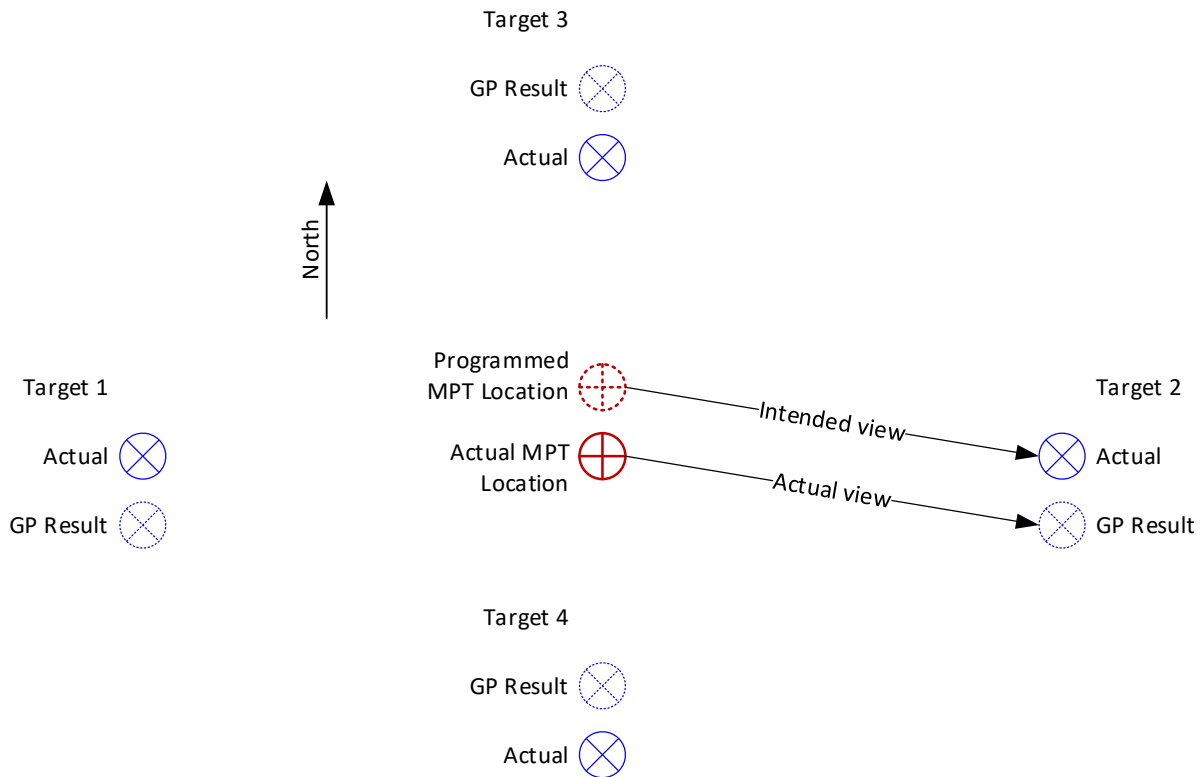 Target 3
GP Result
Actual
North
Programmed
MPT Location
Intended view
Target 1
Target 2
Actual
Actual MPT
Location
Actual
Actual view
GP Result
GP Result
Target 4
GP Result
Actual